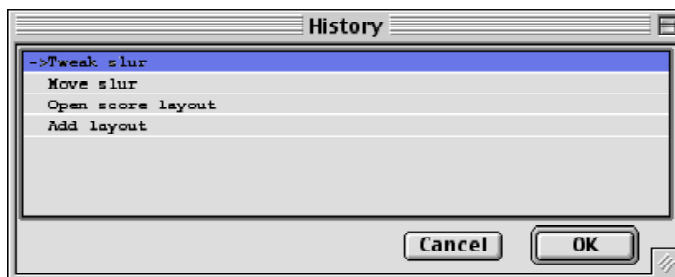 History
->Tweak slur
Move slur
Open score layout
Add layout
Cancel OK